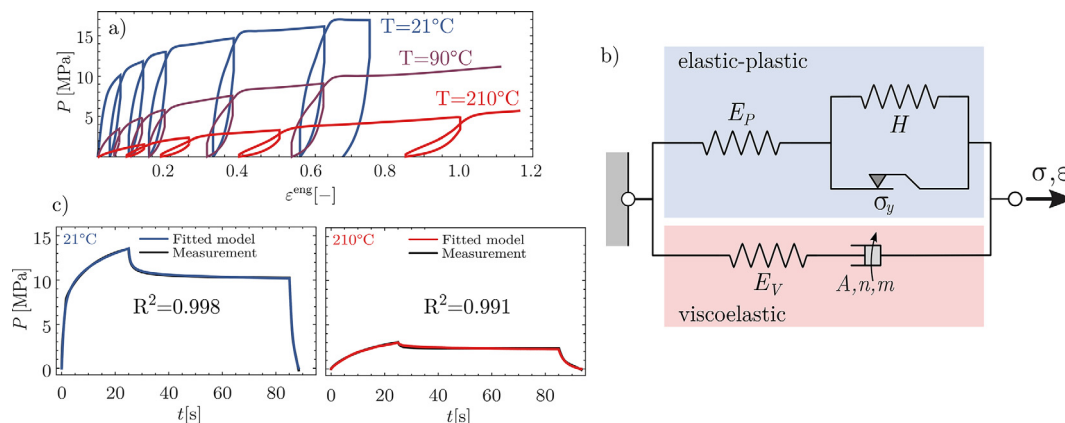 a)
T=21°C
T=90°C
T=210°C
P [MPa]
15
10
5
0.0
0.2
0.4
0.6
0.8
1.0
1.2
ε^eng[-]
b)
elastic-plastic
E_P
H
σ_y
σ,ε
E_V
A,n,m
viscoelastic
c)
21°C
Fitted model
Measurement
R²=0.998
P [MPa]
15
10
5
0
0
20
40
60
80
t[s]
210°C
Fitted model
Measurement
R²=0.991
0
20
40
60
80
t[s]